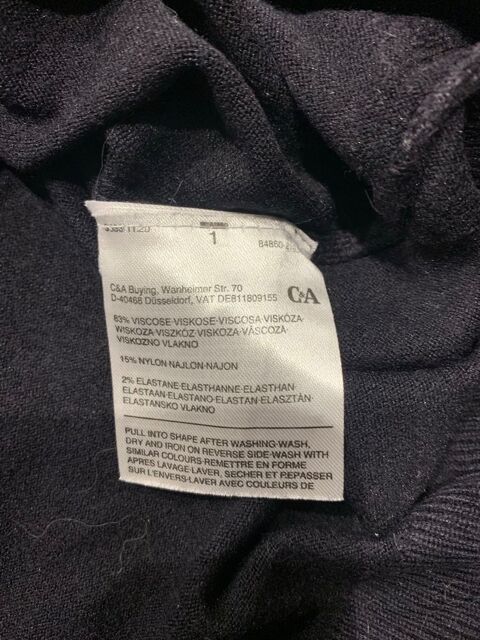 1
84860
C&A Buying, Wanheimer Str. 70
D-40468 Düsseldorf, VAT DE811809155
C&A
83% VISCOSE·VISKOSE·VISCOSA·VISKÓZA·
WISKOZA·VISZKÓZ·VISKOZA·VÂSCOZA·
VISKOZNO VLAKNO
15% NYLON·NAJLON·NAJON
2% ELASTANE·ELASTHANNE·ELASTHAN·
ELASTAAN·ELASTANO·ELASTAN·ELASZTÁN·
ELASTANSKO VLAKNO
PULL INTO SHAPE AFTER WASHING·WASH,
DRY AND IRON ON REVERSE SIDE·WASH WITH
SIMILAR COLOURS·REMETTRE EN FORME
APRES LAVAGE·LAVER, SECHER ET REPASSER
SUR L'ENVERS·LAVER AVEC COULEURS DE